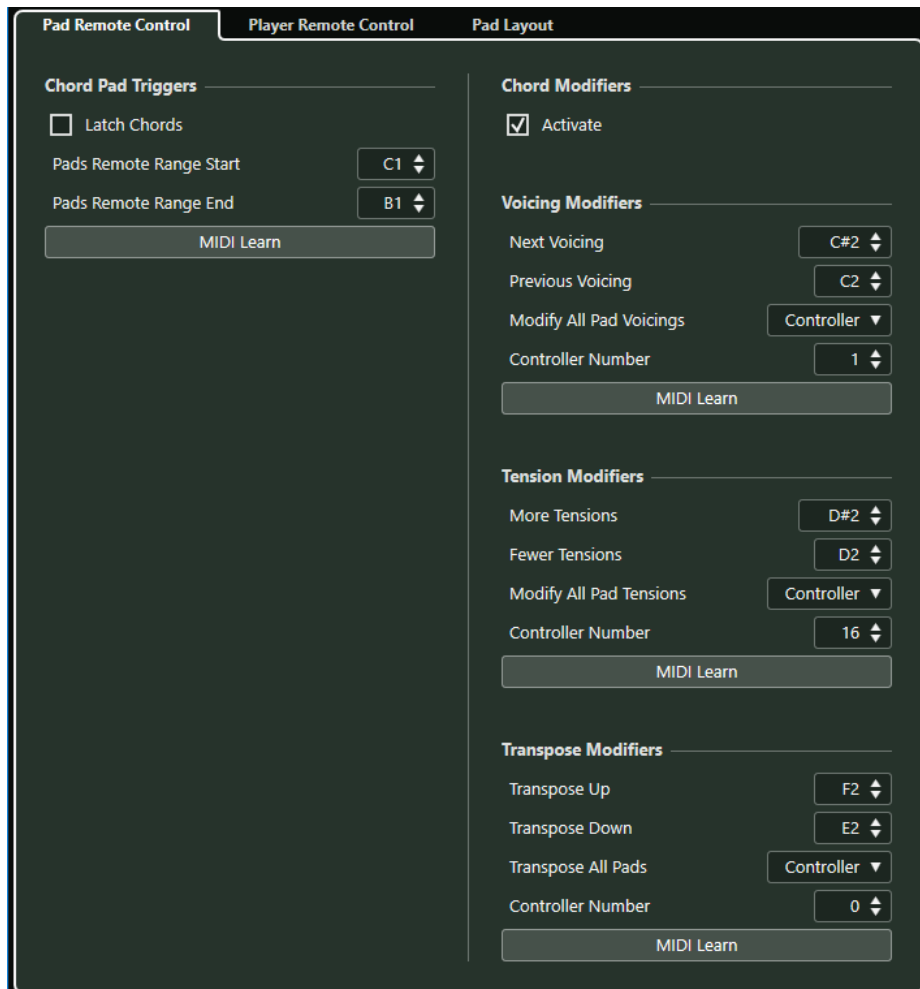 Pad Remote Control Player Remote Control Pad Layout
Chord Pad Triggers
Latch Chords
Pads Remote Range Start C1
Pads Remote Range End B1
MIDI Learn
Chord Modifiers
Activate
Voicing Modifiers
Next Voicing C#2
Previous Voicing C2
Modify All Pad Voicings Controller
Controller Number 1
MIDI Learn
Tension Modifiers
More Tensions D#2
Fewer Tensions D2
Modify All Pad Tensions Controller
Controller Number 16
MIDI Learn
Transpose Modifiers
Transpose Up F2
Transpose Down E2
Transpose All Pads Controller
Controller Number 0
MIDI Learn